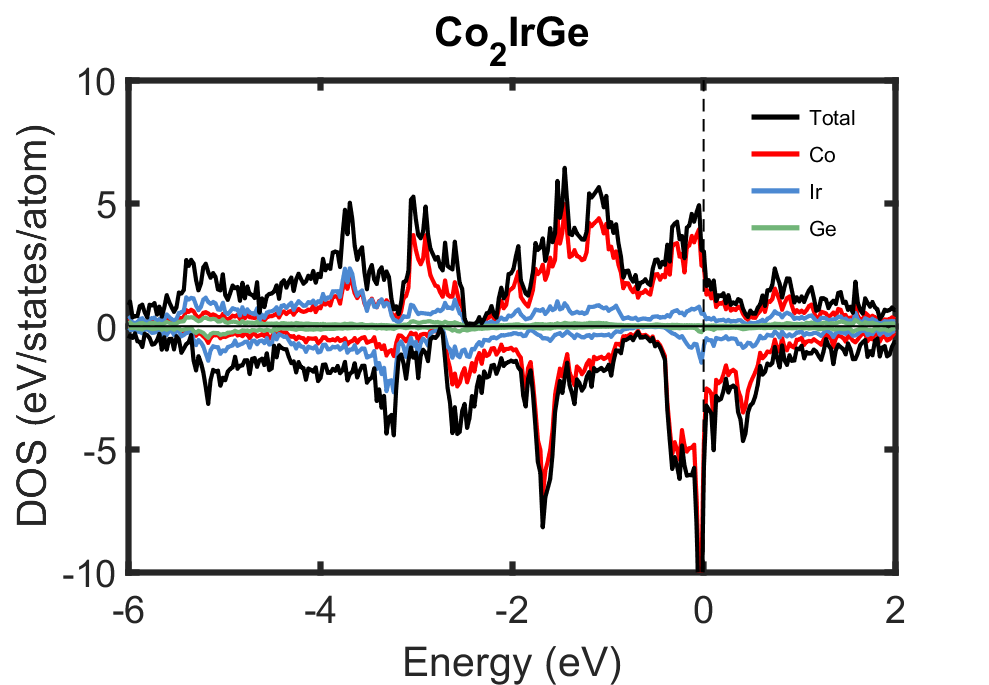 Co2IrGe
10
5
0
-5
-10
DOS (eV/states/atom)
Total
Co
Ir
Ge
-6 -4 -2 0 2
Energy (eV)